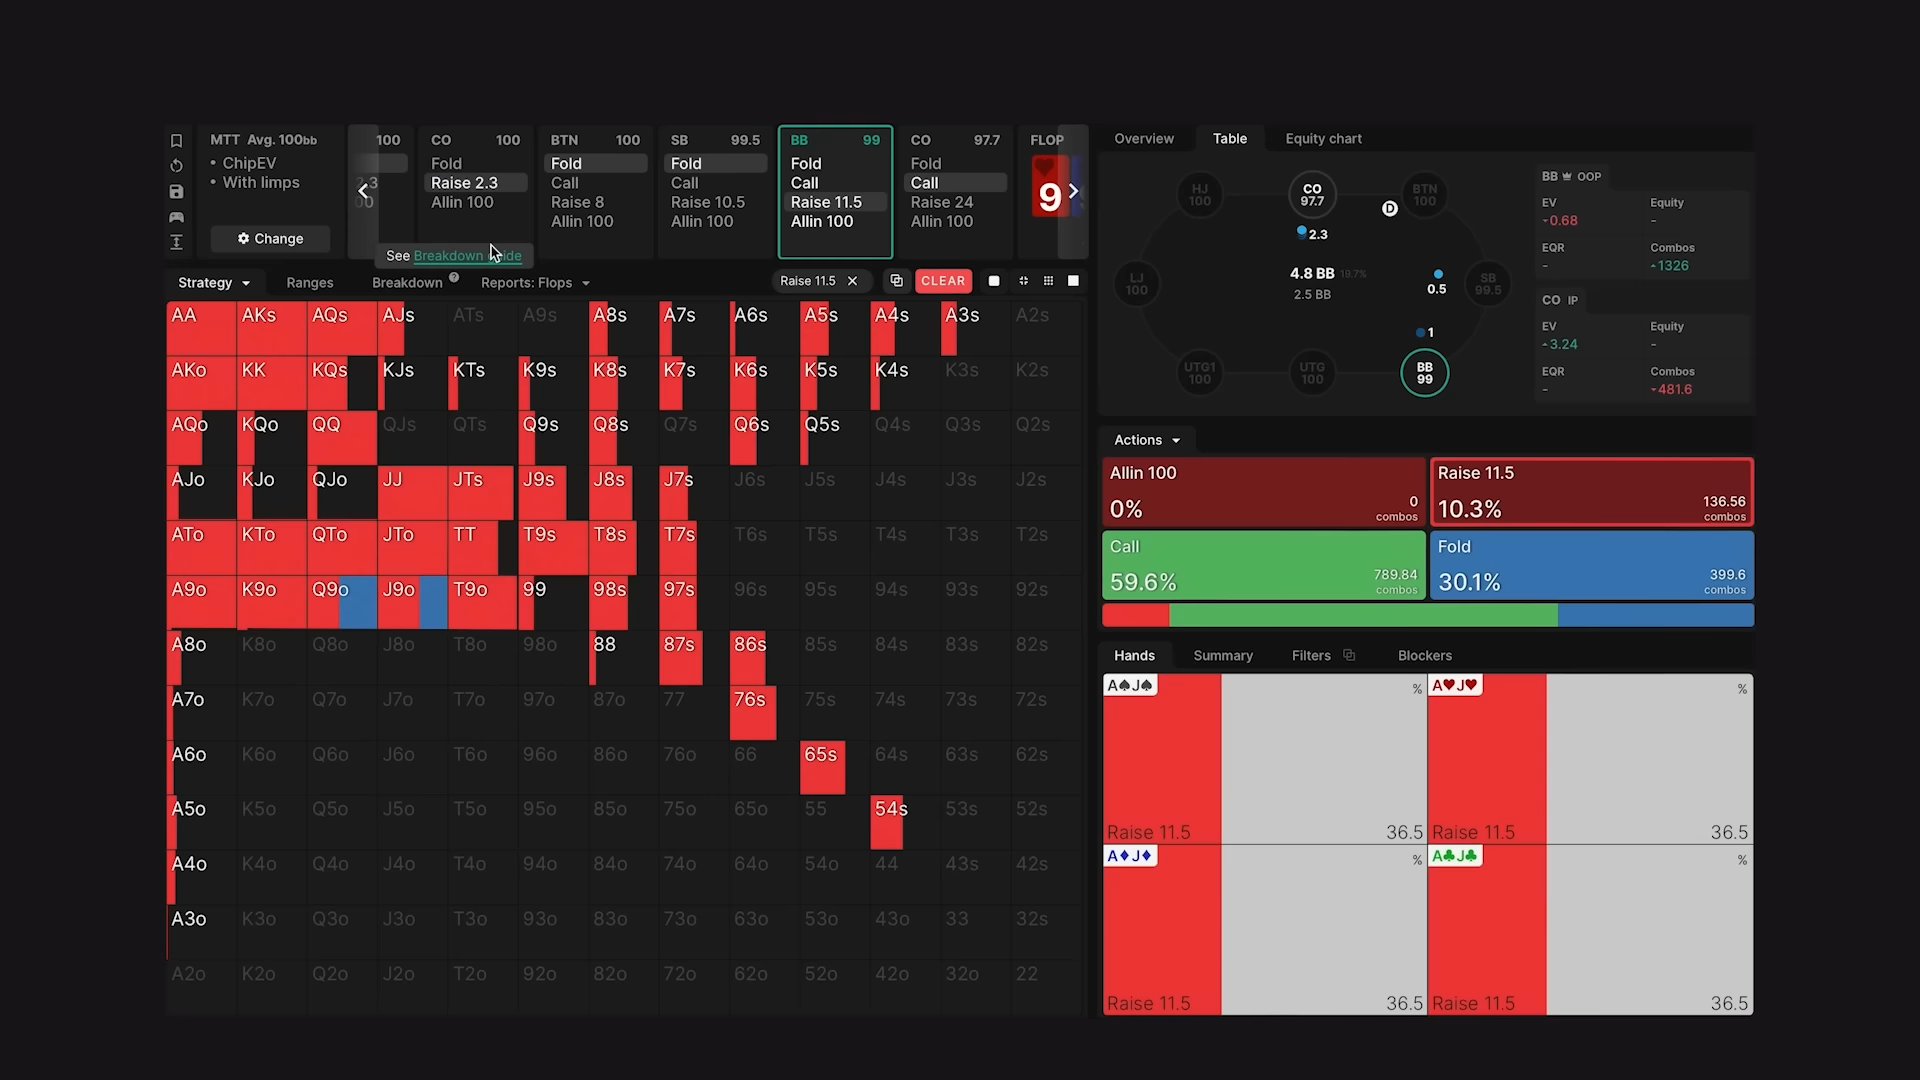 MTT Avg. 100bb
• ChipEV
• With limps
Change
100
2.3
00
CO 100
Fold
Raise 2.3
Allin 100
BTN 100
Fold
Call
Raise 8
Allin 100
SB 99.5
Fold
Call
Raise 10.5
Allin 100
BB 99
Fold
Call
Raise 11.5
Allin 100
CO 97.7
Fold
Call
Raise 24
Allin 100
FLOP
9
See Breakdown Guide
Strategy
Ranges
Breakdown ?
Reports: Flops
Raise 11.5 ✕
CLEAR
AA AKs AQs AJs ATs A9s A8s A7s A6s A5s A4s A3s A2s
AKo KK KQs KJs KTs K9s K8s K7s K6s K5s K4s K3s K2s
AQo KQo QQ QJs QTs Q9s Q8s Q7s Q6s Q5s Q4s Q3s Q2s
AJo KJo QJo JJ JTs J9s J8s J7s J6s J5s J4s J3s J2s
ATo KTo QTo JTo TT T9s T8s T7s T6s T5s T4s T3s T2s
A9o K9o Q9o J9o T9o 99 98s 97s 96s 95s 94s 93s 92s
A8o K8o Q8o J8o T8o 98o 88 87s 86s 85s 84s 83s 82s
A7o K7o Q7o J7o T7o 97o 87o 77 76s 75s 74s 73s 72s
A6o K6o Q6o J6o T6o 96o 86o 76o 66 65s 64s 63s 62s
A5o K5o Q5o J5o T5o 95o 85o 75o 65o 55 54s 53s 52s
A4o K4o Q4o J4o T4o 94o 84o 74o 64o 54o 44 43s 42s
A3o K3o Q3o J3o T3o 93o 83o 73o 63o 53o 43o 33 32s
A2o K2o Q2o J2o T2o 92o 82o 72o 62o 52o 42o 32o 22
Overview
Table
Equity chart
HJ
100
CO
97.7
BTN
100
D
2.3
LJ
100
4.8 BB 19.7%
2.5 BB
0.5
SB
99.5
1
UTG1
100
UTG
100
BB
99
BB OOP
EV
-0.68
Equity
-
EQR
-
Combos
1326
CO IP
EV
3.24
Equity
-
EQR
-
Combos
481.6
Actions
Allin 100
0%
0
combos
Raise 11.5
10.3%
136.56
combos
Call
59.6%
789.84
combos
Fold
30.1%
399.6
combos
Hands
Summary
Filters
Blockers
A♠J♠ %
Raise 11.5 36.5
A♥J♥ %
Raise 11.5 36.5
A♦J♦ %
Raise 11.5 36.5
A♣J♣ %
Raise 11.5 36.5